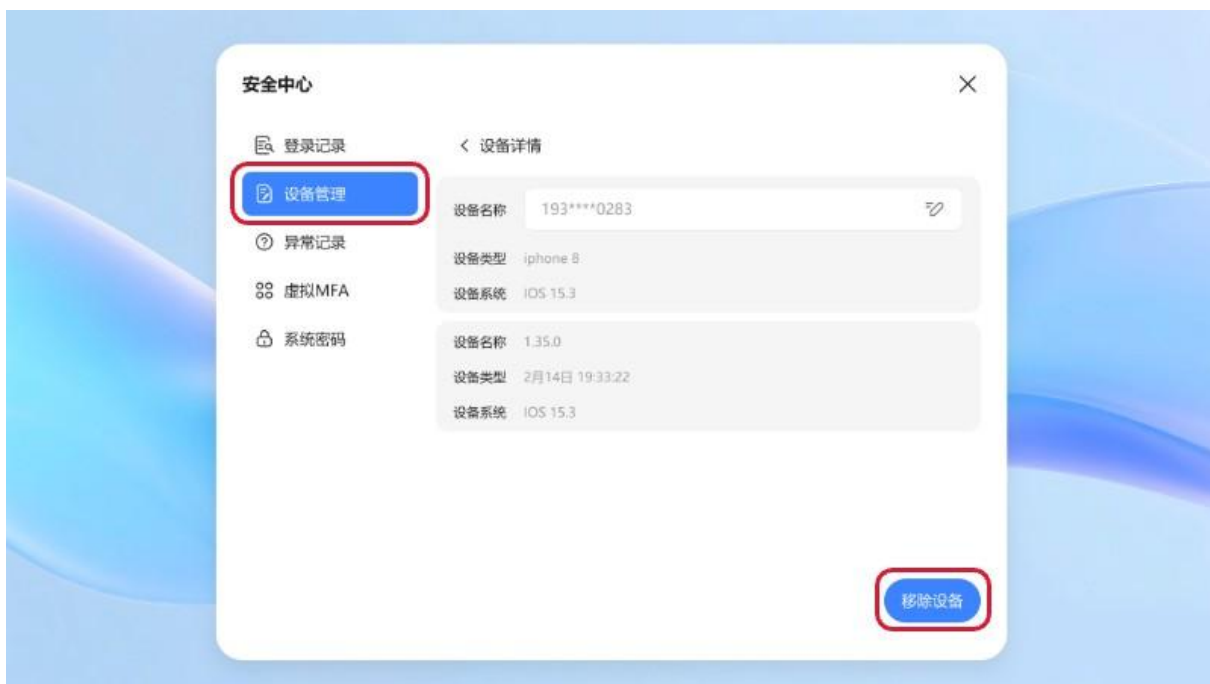 安全中心
登录记录
设备管理
异常记录
虚拟MFA
系统密码
设备详情
设备名称 193****0283
设备类型 iphone 8
设备系统 IOS 15.3
设备名称 1.35.0
设备类型 2月14日 19:33:22
设备系统 IOS 15.3
移除设备